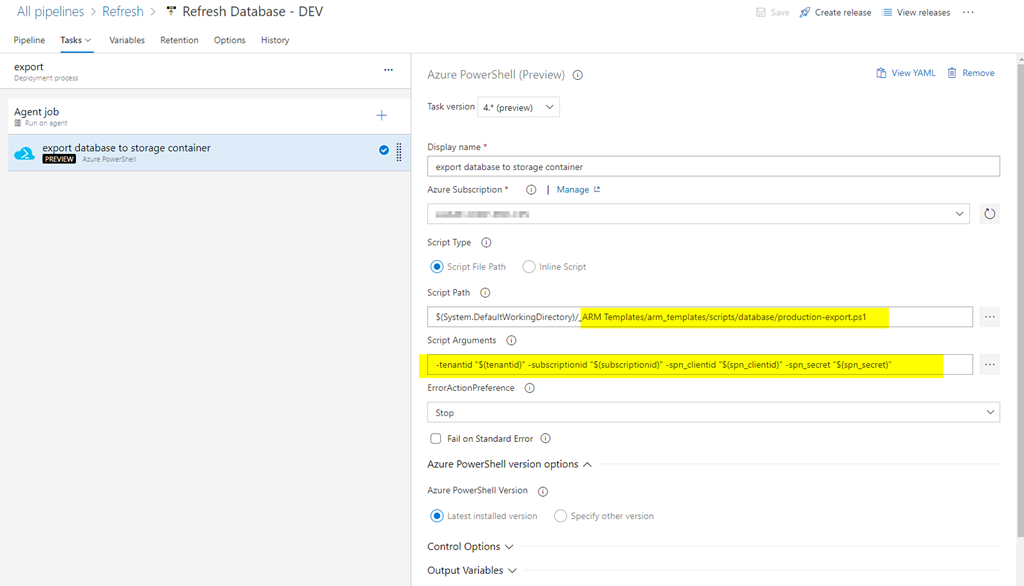 All pipelines > Refresh > Refresh Database - DEV
Save Create release View releases ...
Pipeline Tasks Variables Retention Options History
export
Deployment process
...
Agent job
Run on agent
export database to storage container
PREVIEW Azure PowerShell
Azure PowerShell (Preview)
View YAML Remove
Task version 4.* (preview)
Display name *
export database to storage container
Azure Subscription * | Manage
Script Type
Script File Path Inline Script
Script Path
$(System.DefaultWorkingDirectory)/_ARM Templates/arm_templates/scripts/database/production-export.ps1
...
Script Arguments
-tenantid "$(tenantid)" -subscriptionid "$(subscriptionid)" -spn_clientid "$(spn_clientid)" -spn_secret "$(spn_secret)"
...
ErrorActionPreference
Stop
Fail on Standard Error
Azure PowerShell version options
Azure PowerShell Version
Latest installed version Specify other version
Control Options
Output Variables